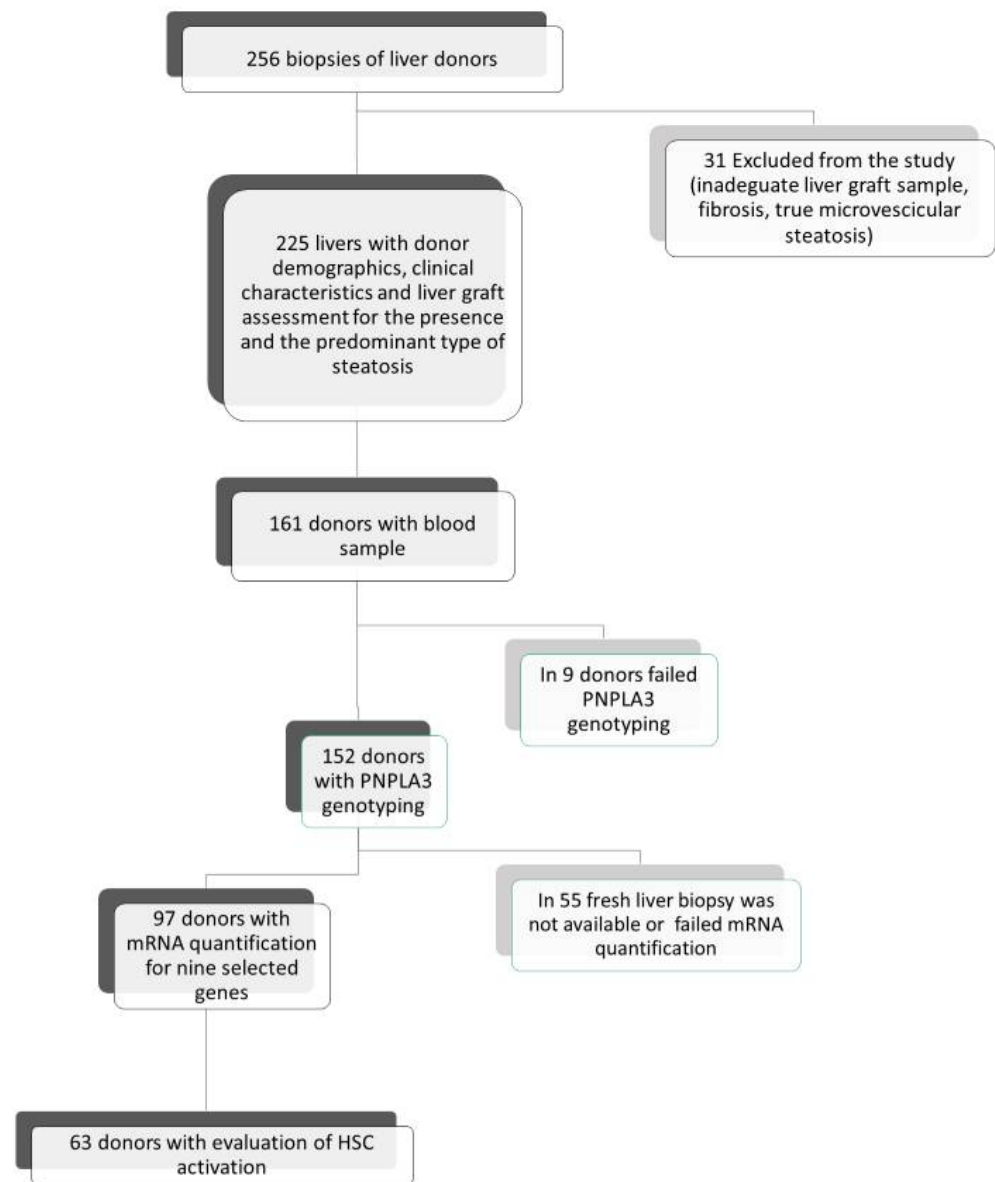 256 biopsies of liver donors
31 Excluded from the study
(inadeguate liver graft sample,
fibrosis, true microvescicular
steatosis)
225 livers with donor
demographics, clinical
characteristics and liver graft
assessment for the presence
and the predominant type of
steatosis
161 donors with blood
sample
In 9 donors failed
PNPLA3
genotyping
152 donors
with PNPLA3
genotyping
In 55 fresh liver biopsy was
not available or failed mRNA
quantification
97 donors with
mRNA quantification
for nine selected
genes
63 donors with evaluation of HSC
activation